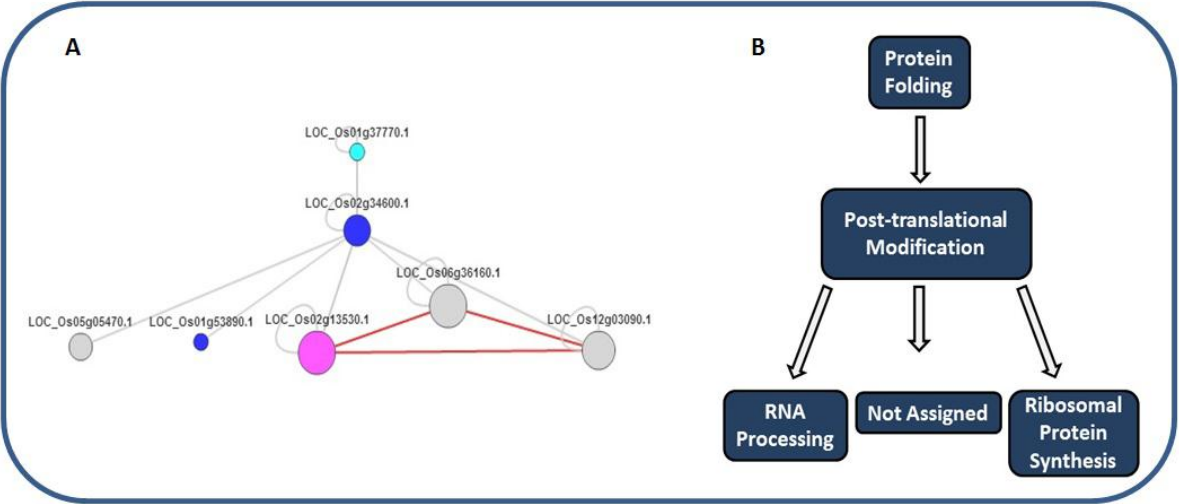 A
LOC_Os01g37770.1
LOC_Os02g34600.1
LOC_Os06g36160.1
LOC_Os05g05470.1
LOC_Os01g53890.1
LOC_Os02g13530.1
LOC_Os12g03090.1
B
Protein
Folding
Post-translational
Modification
RNA
Processing
Not Assigned
Ribosomal
Protein
Synthesis